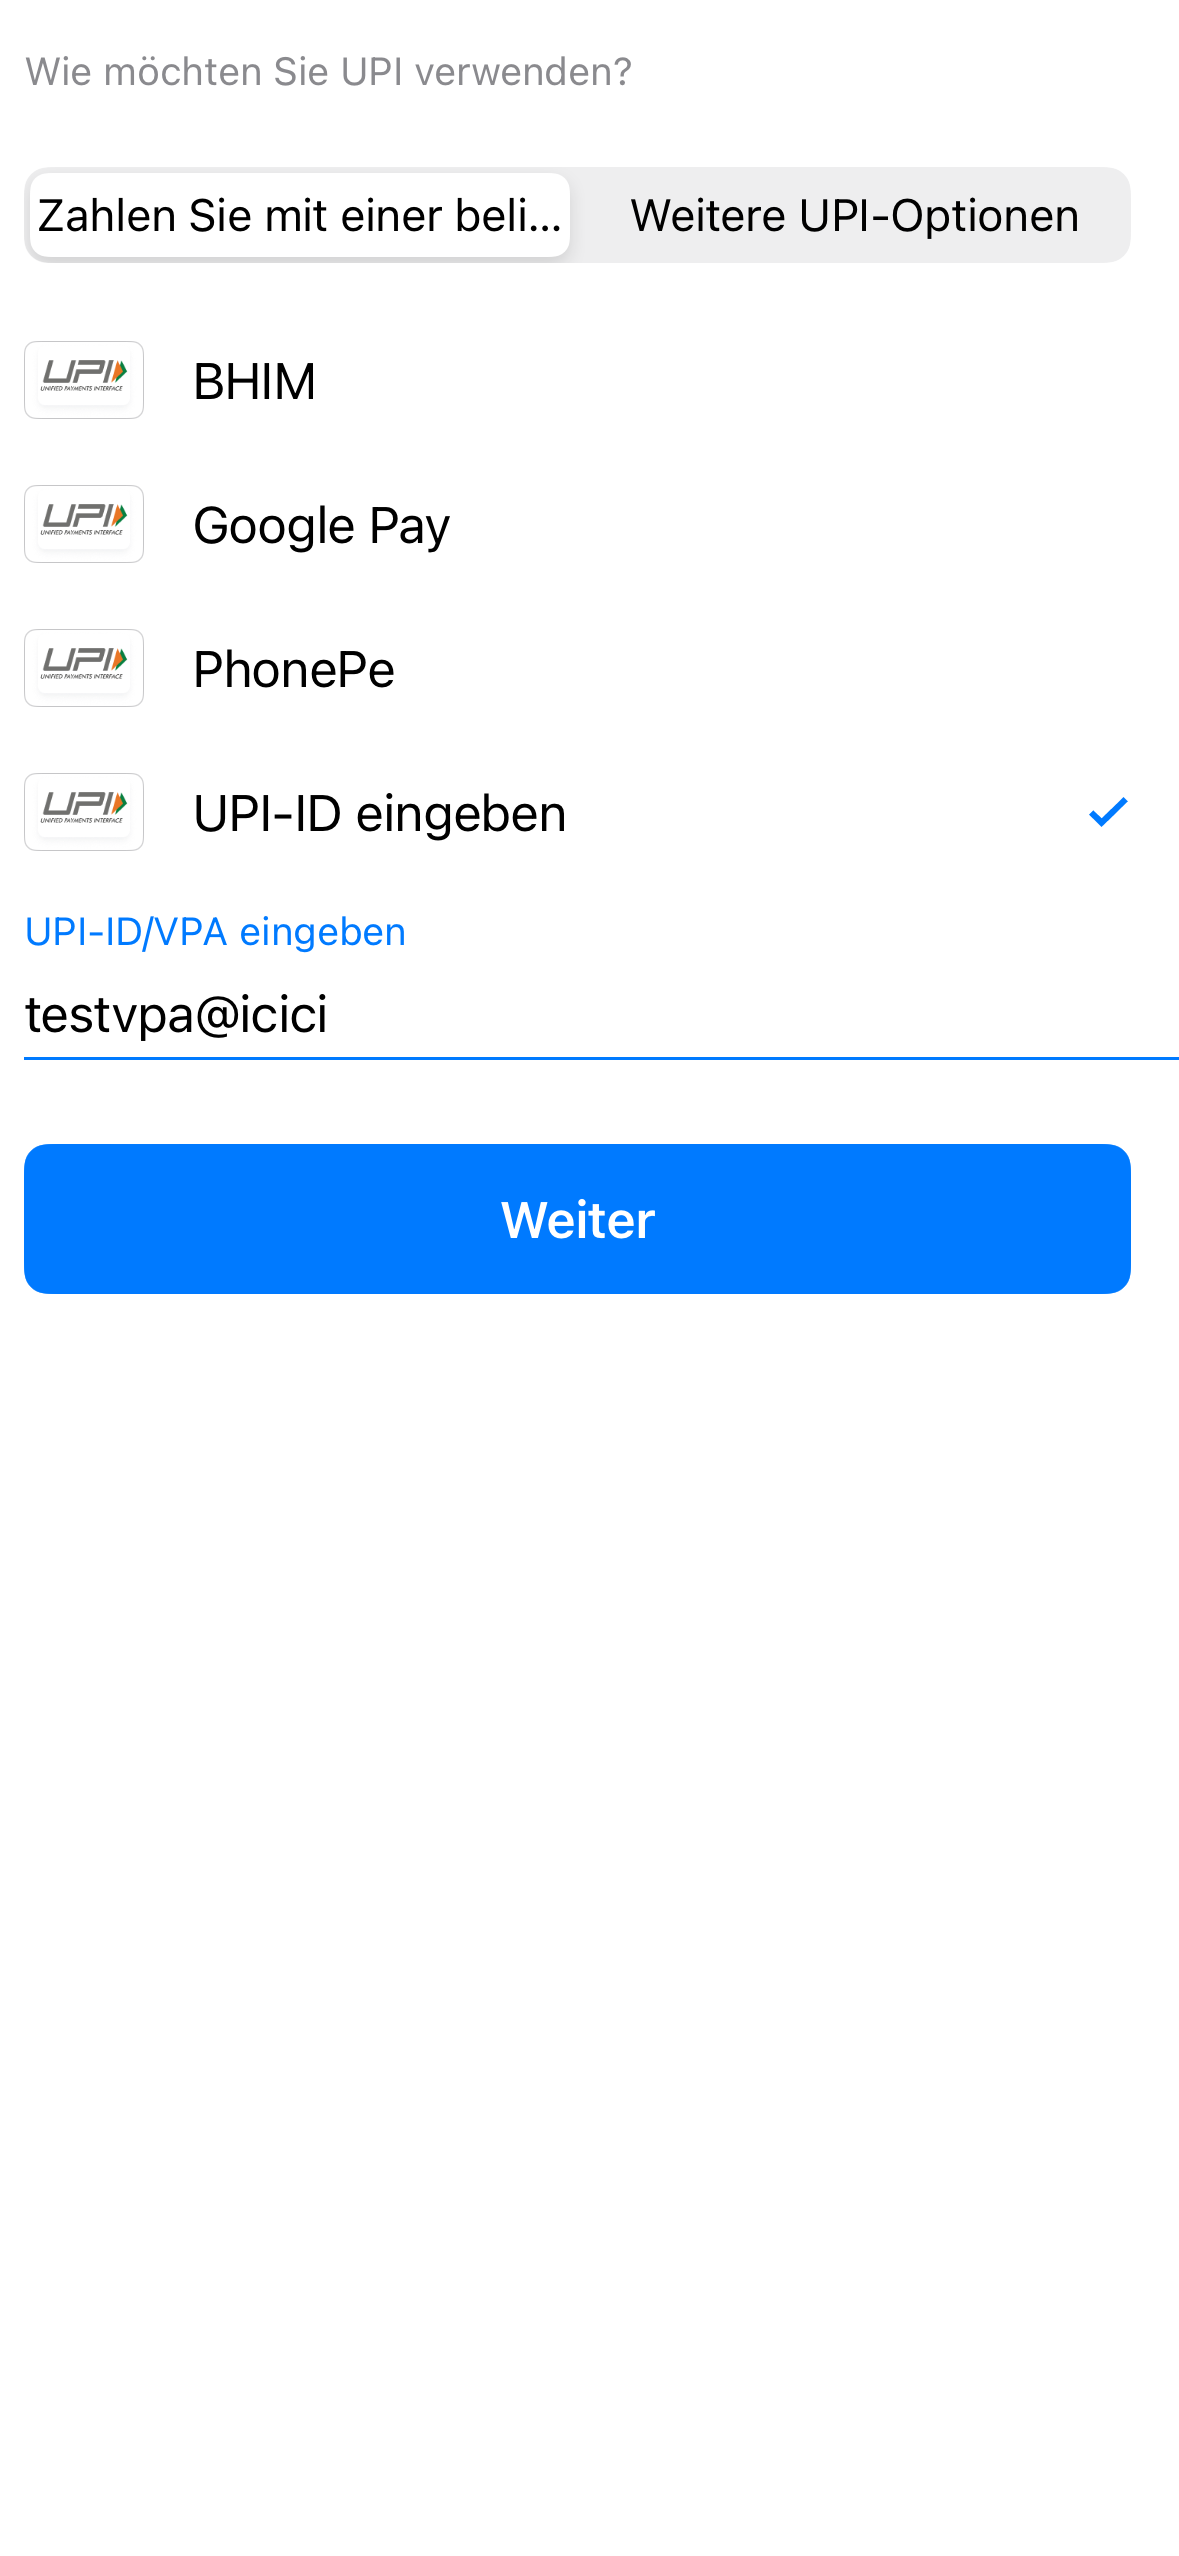 Wie möchten Sie UPI verwenden?
Zahlen Sie mit einer beli...
Weitere UPI-Optionen
UPI
UNIFIED PAYMENTS INTERFACE
BHIM
UPI
UNIFIED PAYMENTS INTERFACE
Google Pay
UPI
UNIFIED PAYMENTS INTERFACE
PhonePe
UPI
UNIFIED PAYMENTS INTERFACE
UPI-ID eingeben
UPI-ID/VPA eingeben
testvpa@icici
Weiter